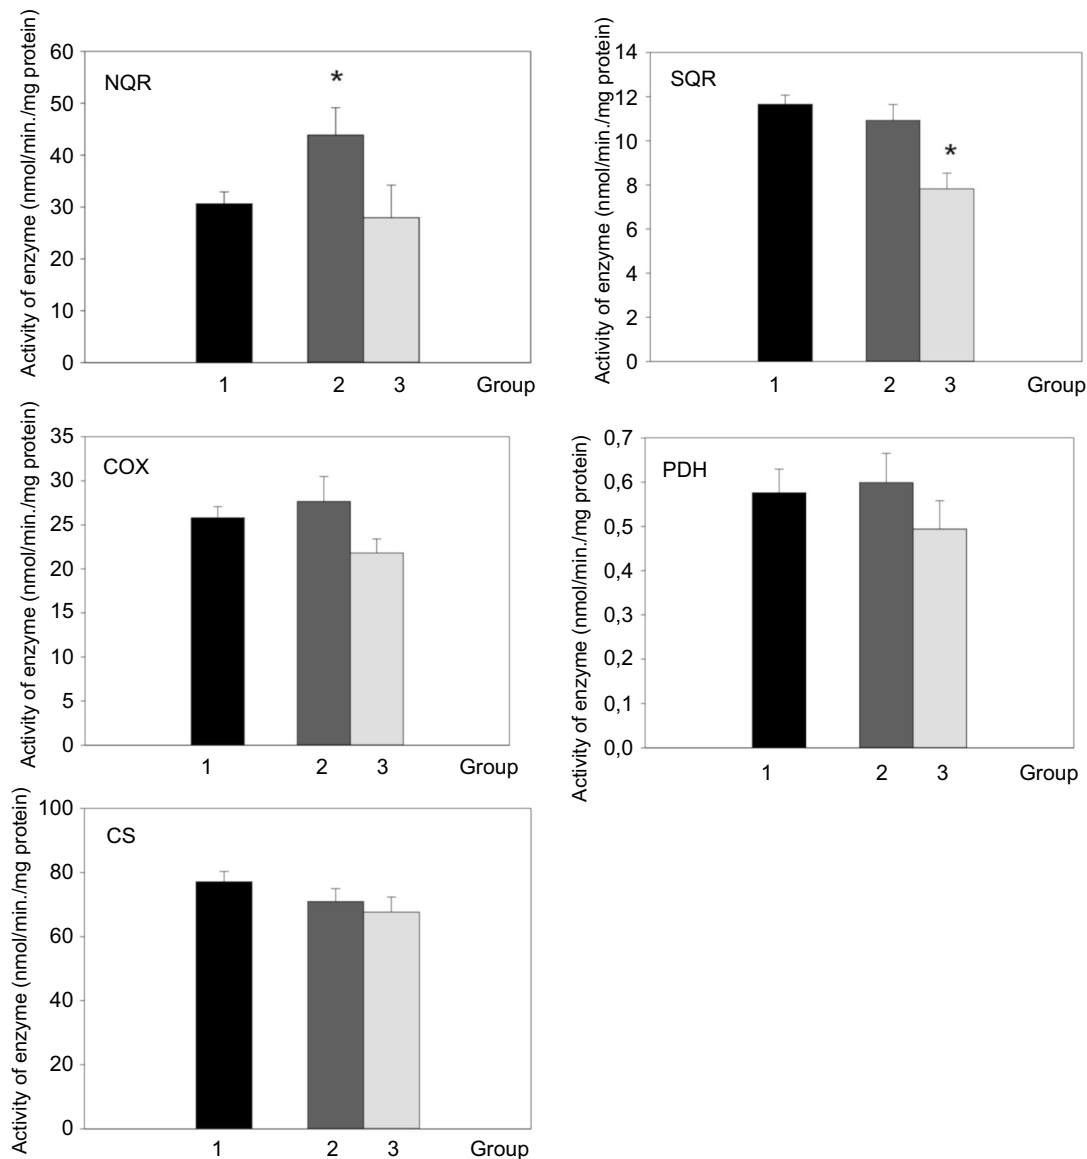 Activity of enzyme (nmol/min./mg protein)
60
50
40
30
20
10
0
NQR
*
1 2 3 Group
Activity of enzyme (nmol/min./mg protein)
14
12
10
8
6
4
2
0
SQR
*
1 2 3 Group
Activity of enzyme (nmol/min./mg protein)
35
30
25
20
15
10
5
0
COX
1 2 3 Group
Activity of enzyme (nmol/min./mg protein)
0,7
0,6
0,5
0,4
0,3
0,2
0,1
0,0
PDH
1 2 3 Group
Activity of enzyme (nmol/min./mg protein)
100
80
60
40
20
0
CS
1 2 3 Group